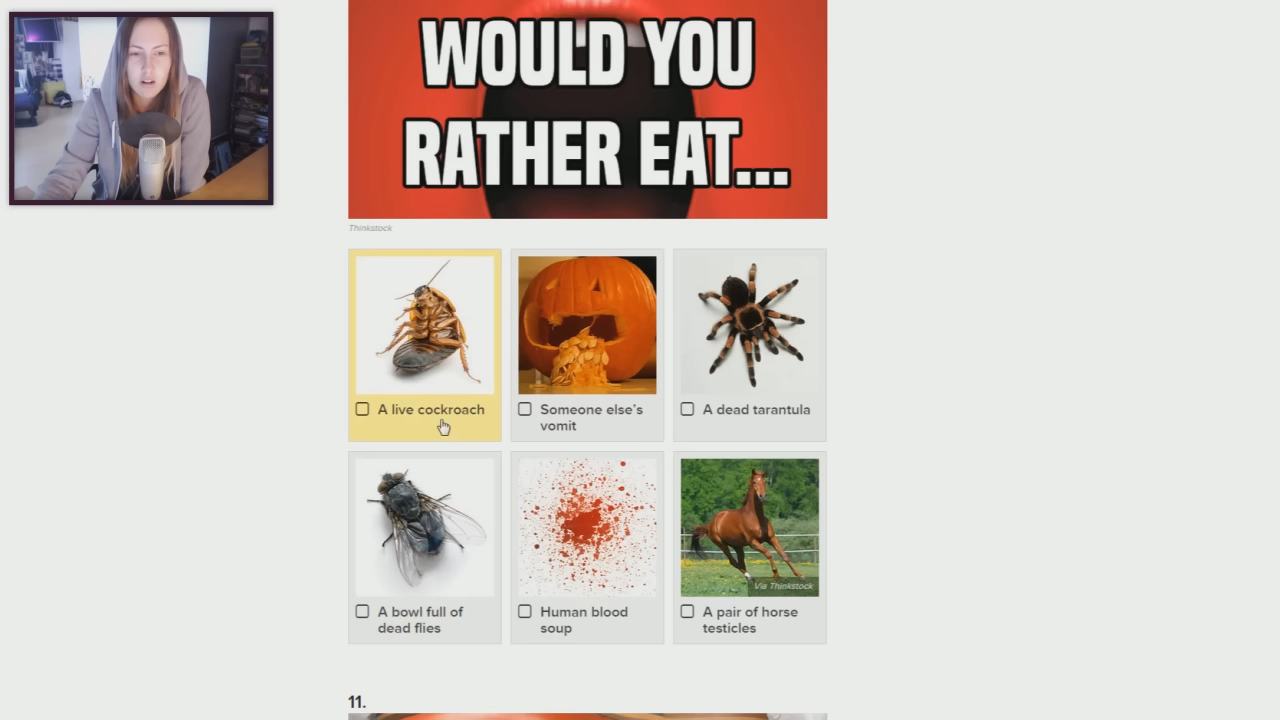 WOULD YOU
RATHER EAT...
Thinkstock
A live cockroach
Someone else's
vomit
A dead tarantula
Via Thinkstock
A bowl full of
dead flies
Human blood
soup
A pair of horse
testicles
11.